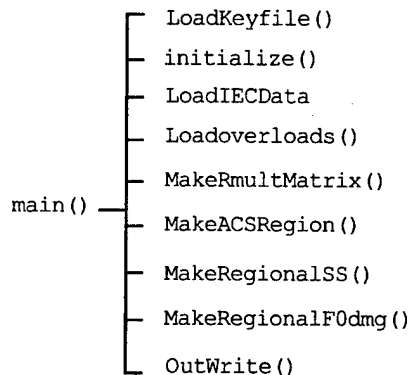 LoadKeyfile()
initialize()
LoadIECData
Loadoverloads()
MakeRmultMatrix()
main()
MakeACSRegion()
MakeRegionalSS()
MakeRegionalF0dmg()
OutWrite()